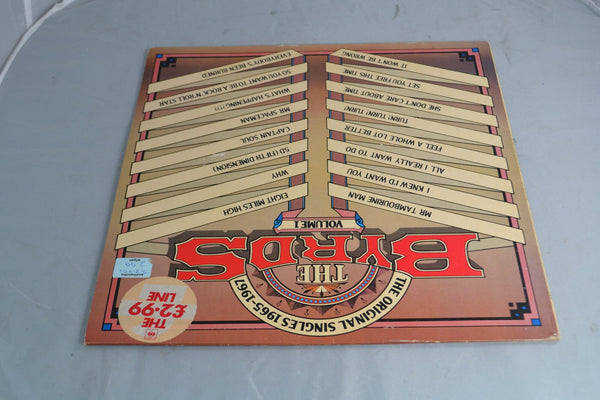 THE ORIGINAL SINGLES 1965-1967
THE
BYRDS
VOLUME 1
MR TAMBOURINE MAN
I KNEW I'D WANT YOU
ALL I REALLY WANT TO DO
FEEL A WHOLE LOT BETTER
TURN! TURN! TURN!
SHE DON'T CARE ABOUT TIME
SET YOU FREE THIS TIME
IT WON'T BE WRONG
EIGHT MILES HIGH
WHY
5D (FIFTH DIMENSION)
CAPTAIN SOUL
MR SPACEMAN
WHAT'S HAPPENING?!?!
SO YOU WANT TO BE A ROCK 'N' ROLL STAR
EVERYBODY'S BEEN BURNED
THE
£2·99
LINE